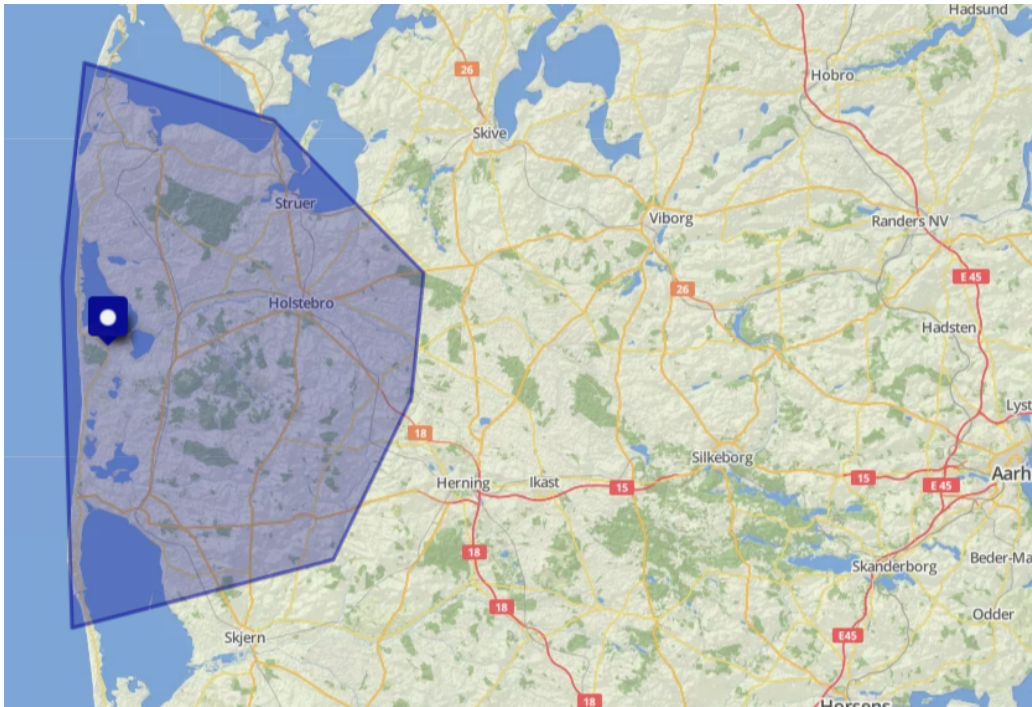 Hadsund
26
Hobro
Skive
Struer
Viborg
Randers NV
E 45
26
Holstebro
Hadsten
Lyst
18
Silkeborg
Herning
Ikast
15
15
E 45
Aarh
18
Skanderborg
Beder-Ma
18
Odder
Skjern
E45
18
Horsens